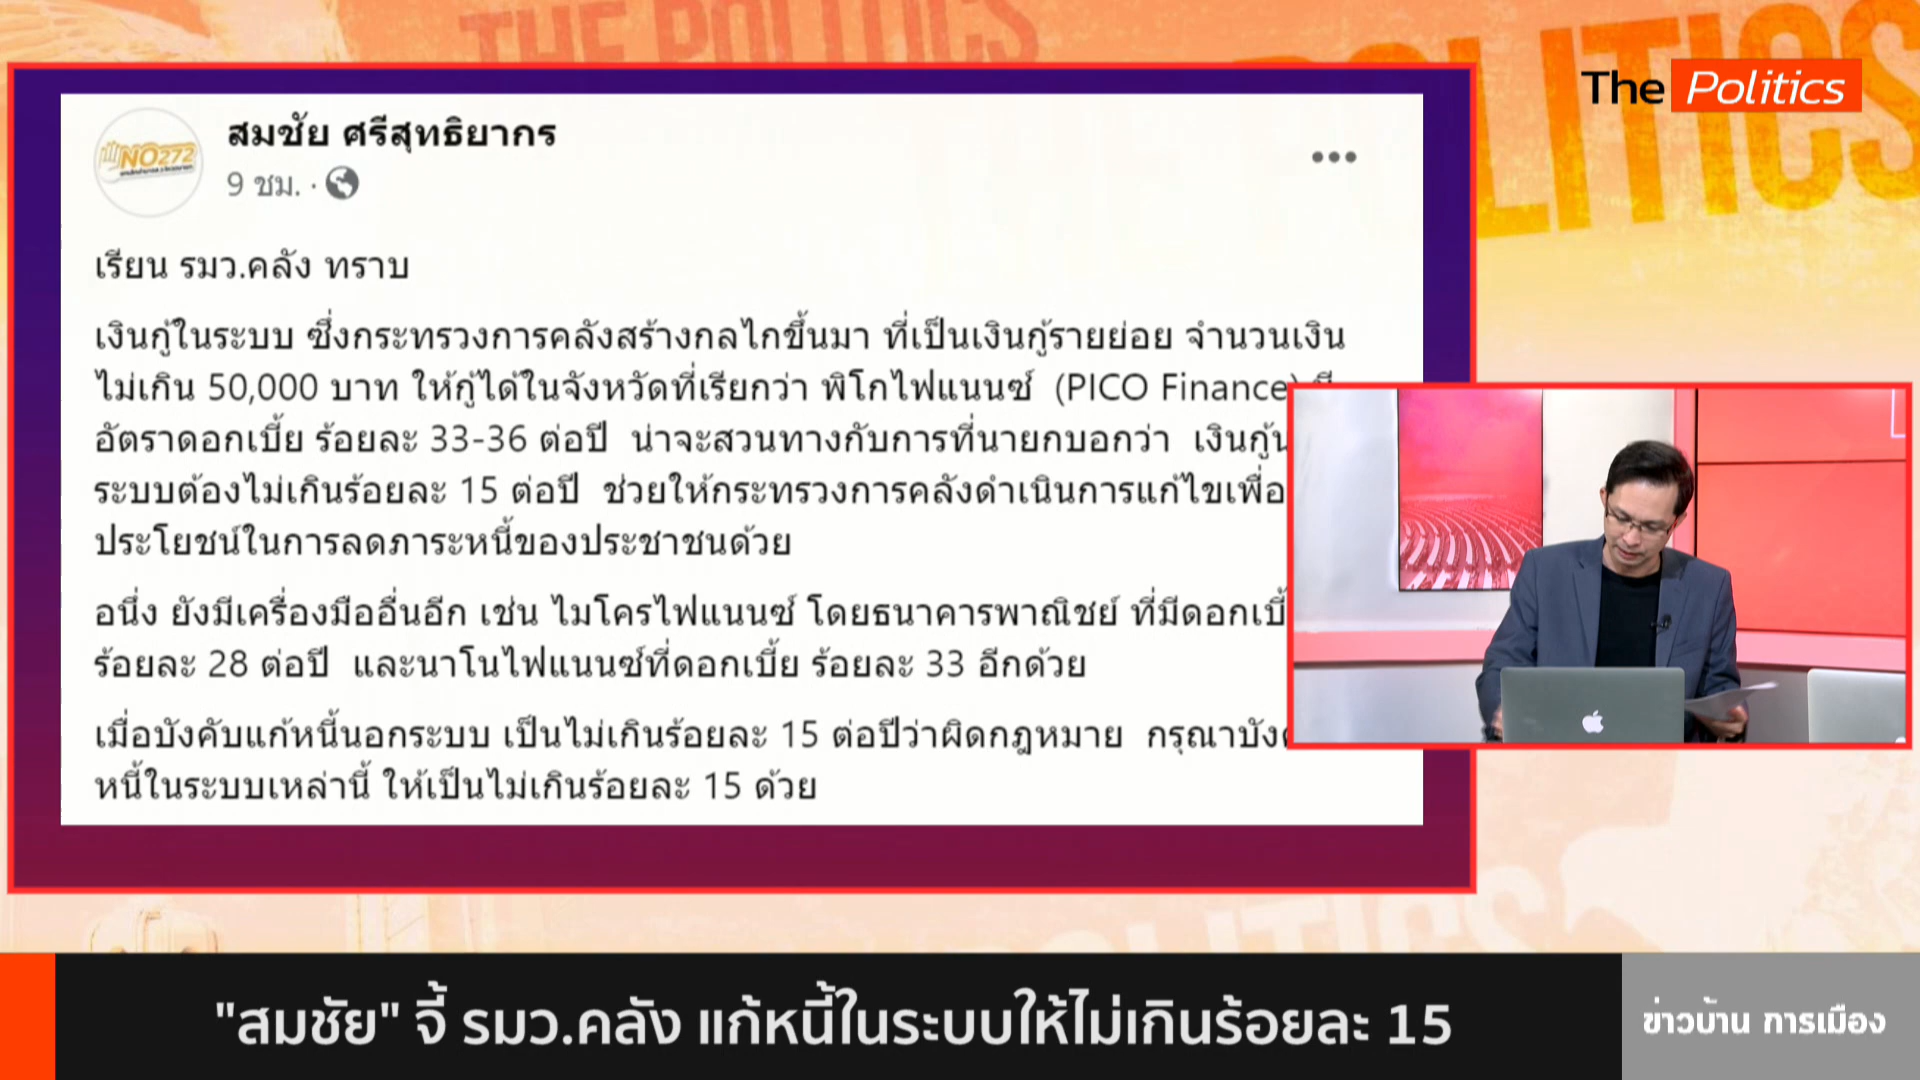 THE POLITICS
POLITICS
The Politics
NO272
สมชัย ศรีสุทธิยากร
9 ชม. ·
เรียน รมว.คลัง ทราบ
เงินกู้ในระบบ ซึ่งกระทรวงการคลังสร้างกลไกขึ้นมา ที่เป็นเงินกู้รายย่อย จำนวนเงิน
ไม่เกิน 50,000 บาท ให้กู้ได้ในจังหวัดที่เรียกว่า พิโกไฟแนนซ์ (PICO Finance)
อัตราดอกเบี้ย ร้อยละ 33-36 ต่อปี น่าจะสวนทางกับการที่นายกบอกว่า เงินกู้
ระบบต้องไม่เกินร้อยละ 15 ต่อปี ช่วยให้กระทรวงการคลังดำเนินการแก้ไขเพื่อ
ประโยชน์ในการลดภาระหนี้ของประชาชนด้วย
อนึ่ง ยังมีเครื่องมืออื่นอีก เช่น ไมโครไฟแนนซ์ โดยธนาคารพาณิชย์ ที่มีดอกเบี้
ร้อยละ 28 ต่อปี และนาโนไฟแนนซ์ที่ดอกเบี้ย ร้อยละ 33 อีกด้วย
เมื่อบังคับแก้หนี้นอกระบบ เป็นไม่เกินร้อยละ 15 ต่อปีว่าผิดกฎหมาย กรุณาบัง
หนี้ในระบบเหล่านี้ ให้เป็นไม่เกินร้อยละ 15 ด้วย
POLITICS
"สมชัย" จี้ รมว.คลัง แก้หนี้ในระบบให้ไม่เกินร้อยละ 15
ข่าวบ้าน การเมือง